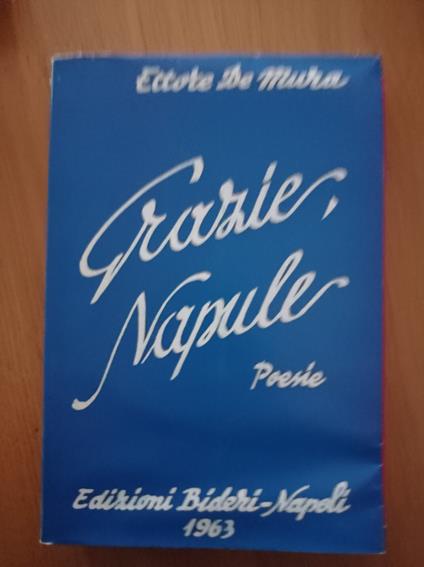 Ettore De Mura
Grazie,
Napule
Poesie
Edizioni Bideri-Napoli
1963